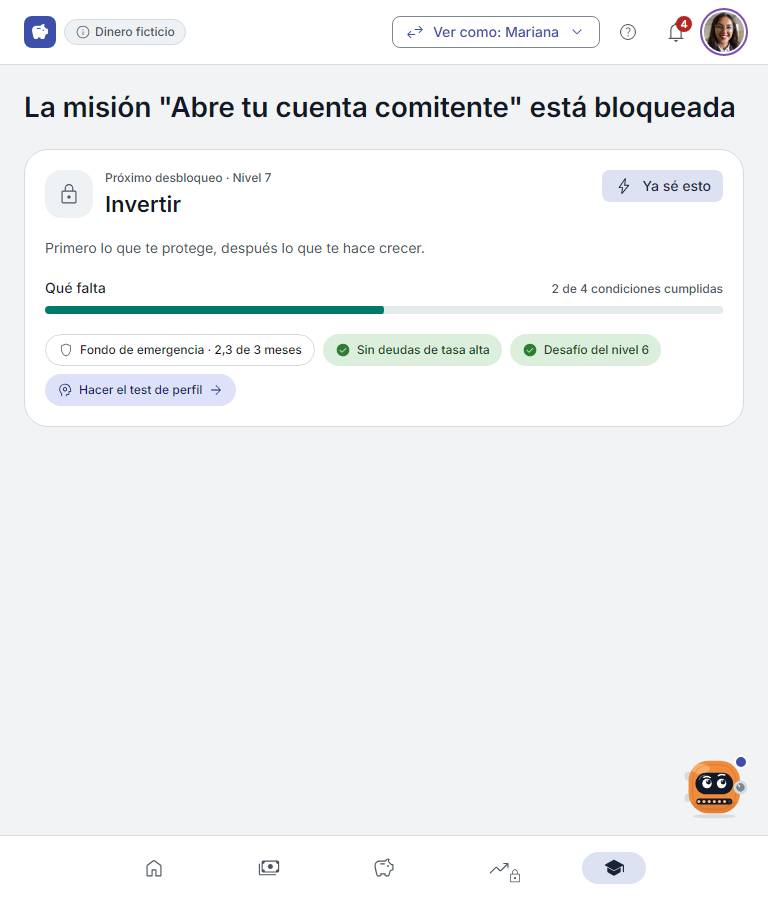 Dinero ficticio
Ver como: Mariana
4
La misión "Abre tu cuenta comitente" está bloqueada
Próximo desbloqueo · Nivel 7
Invertir
Ya sé esto
Primero lo que te protege, después lo que te hace crecer.
Qué falta
2 de 4 condiciones cumplidas
Fondo de emergencia · 2,3 de 3 meses
Sin deudas de tasa alta
Desafío del nivel 6
Hacer el test de perfil